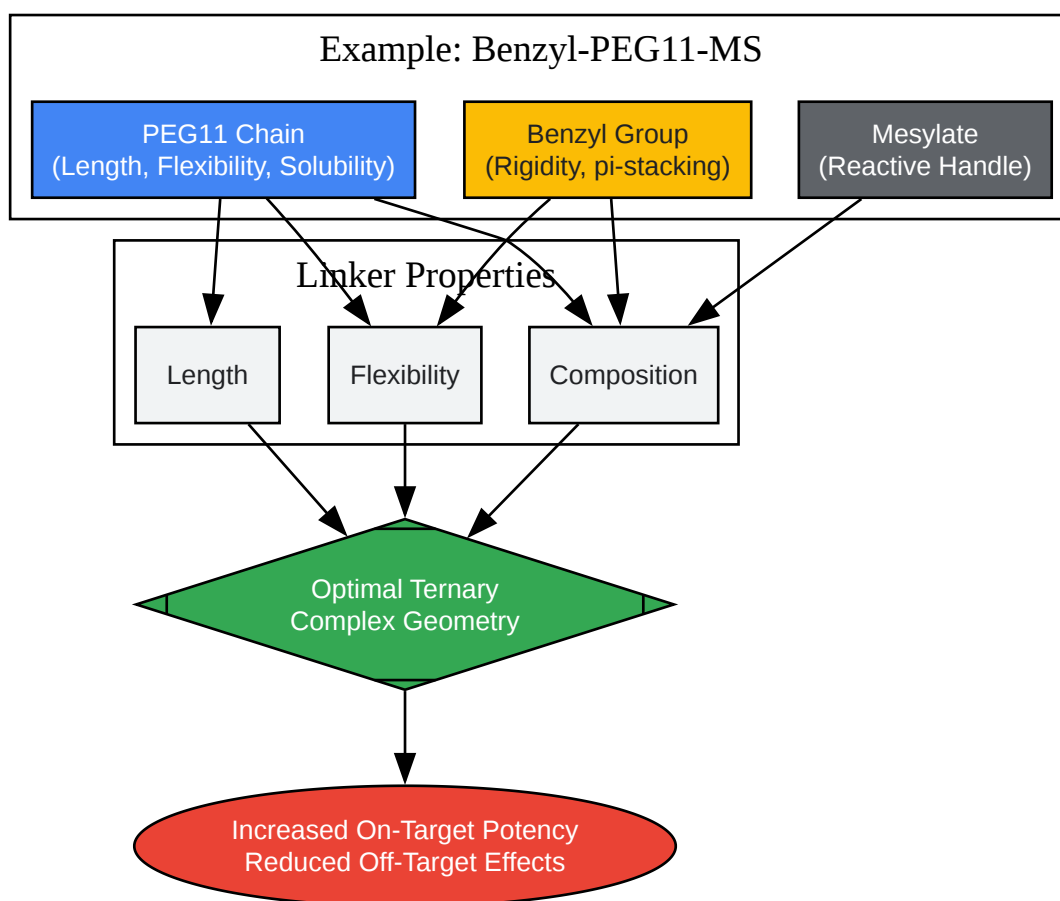 Example: Benzyl-PEG11-MS
PEG11 Chain
(Length, Flexibility, Solubility)
Benzyl Group
(Rigidity, pi-stacking)
Mesylate
(Reactive Handle)
Linker Properties
Length
Flexibility
Composition
Optimal Ternary
Complex Geometry
Increased On-Target Potency
Reduced Off-Target Effects